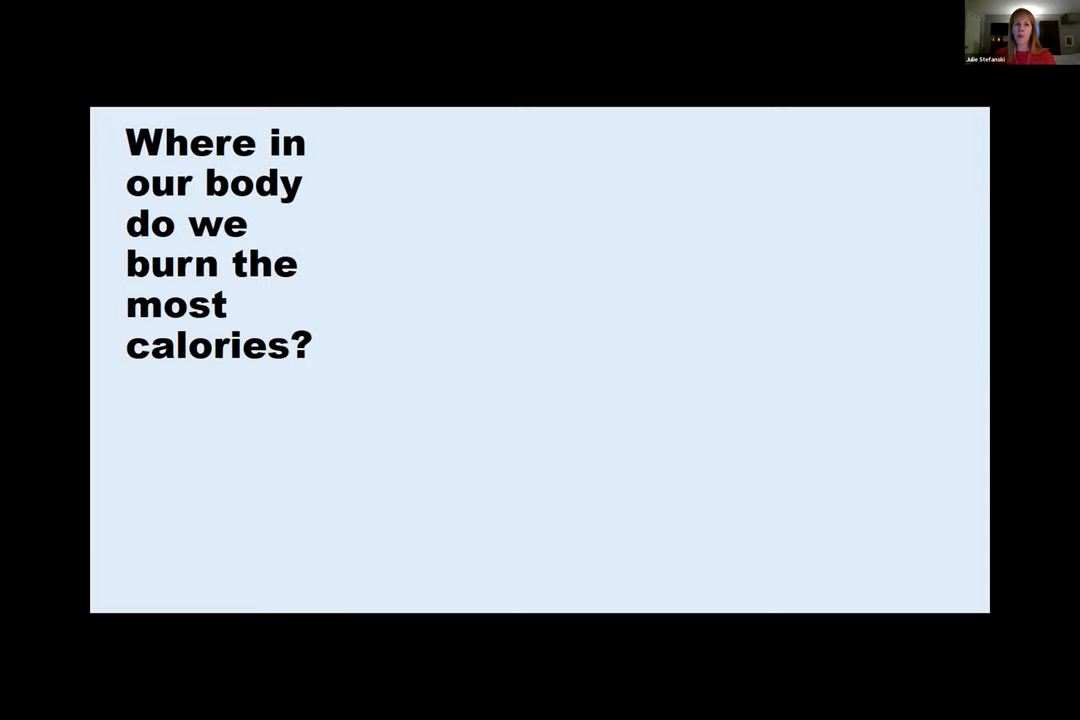 Julie Stefanski
Where in
our body
do we
burn the
most
calories?